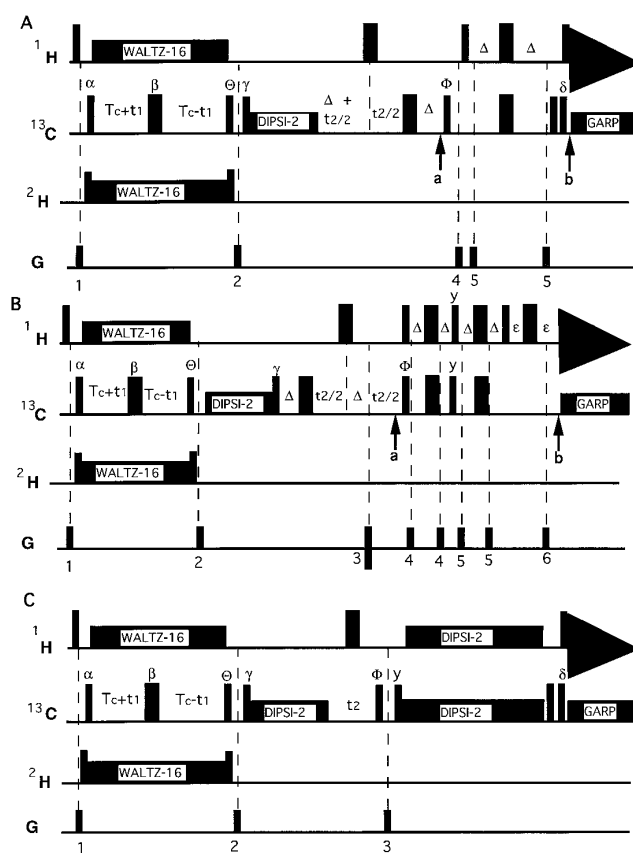 A
1H WALTZ-16 Δ Δ
α β Θ γ Δ + Φ δ
13C Tc+t1 Tc-t1 DIPSI-2 t2/2 t2/2 Δ GARP
a b
2H WALTZ-16
G
1 2 4 5 5
B y
1H WALTZ-16 Δ Δ Δ Δ ε ε
α β Θ γ Φ y
13C Tc+t1 Tc-t1 DIPSI-2 Δ t2/2 Δ t2/2 GARP
a b
2H WALTZ-16
G
1 2 3 4 4 5 5 6
C
1H WALTZ-16 DIPSI-2
α β Θ γ Φ y δ
13C Tc+t1 Tc-t1 DIPSI-2 t2 DIPSI-2 GARP
2H WALTZ-16
G
1 2 3